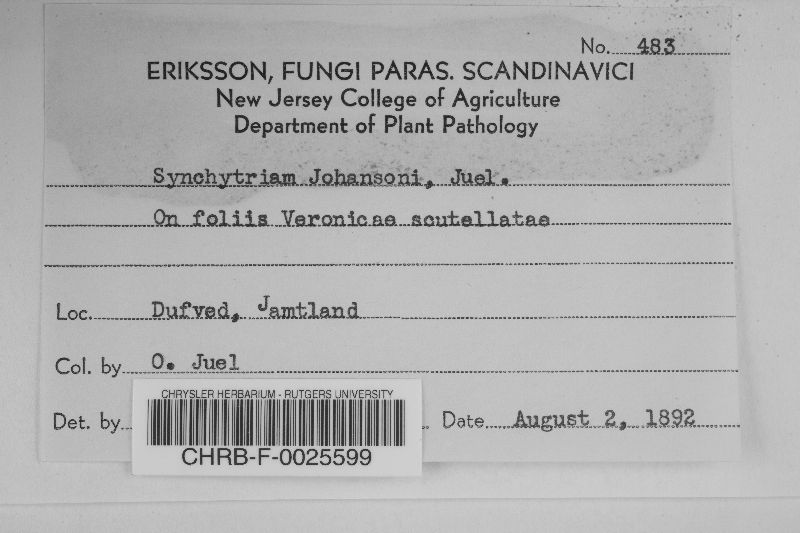 No. 483
ERIKSSON, FUNGI PARAS. SCANDINAVICI
New Jersey College of Agriculture
Department of Plant Pathology
Synchytriam Johansoni, Juel.
On foliis Veronicae scutellatae
Loc. Dufved, Jamtland
Col. by O. Juel
Det. by
Date August 2, 1892
CHRYSLER HERBARIUM - RUTGERS UNIVERSITY
CHRB-F-0025599